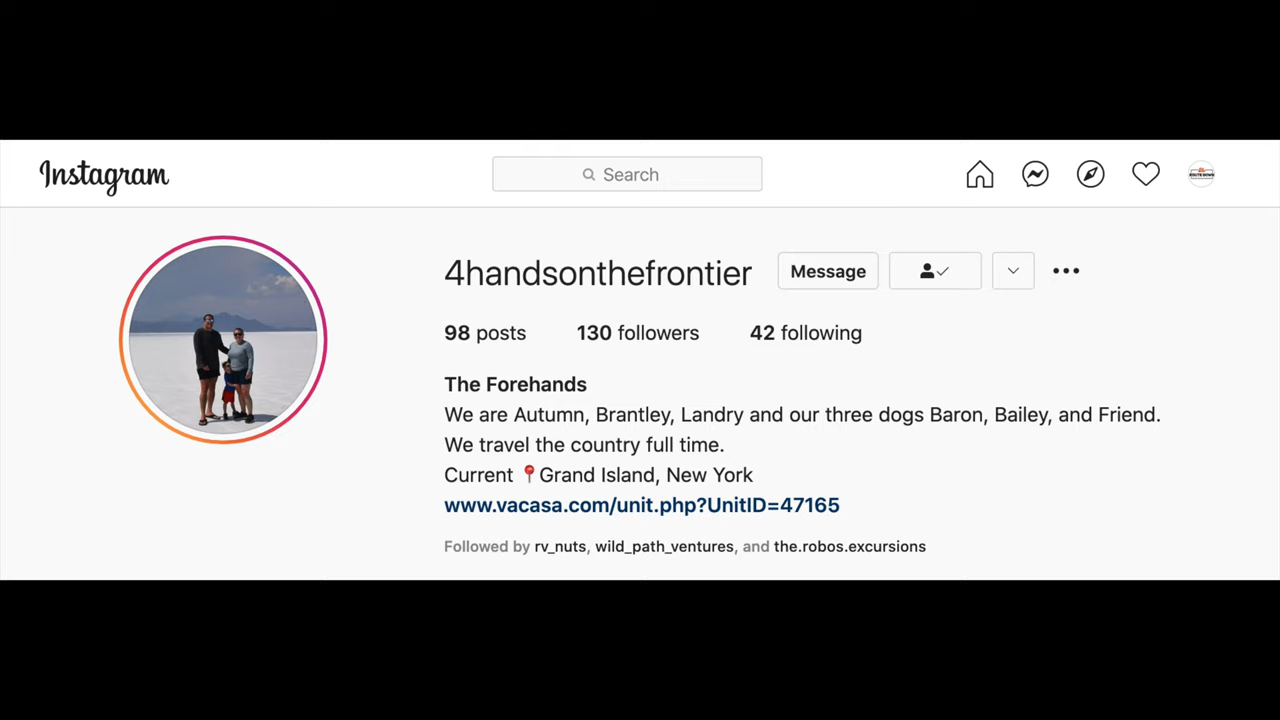 Instagram
Search
4handsonthefrontier
Message
98 posts 130 followers 42 following
The Forehands
We are Autumn, Brantley, Landry and our three dogs Baron, Bailey, and Friend.
We travel the country full time.
Current 📍Grand Island, New York
www.vacasa.com/unit.php?UnitID=47165
Followed by rv_nuts, wild_path_ventures, and the.robos.excursions